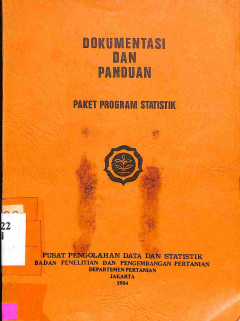 DOKUMENTASI
DAN
PANDUAN
PAKET PROGRAM STATISTIK
22
PUSAT PENGOLAHAN DATA DAN STATISTIK
BADAN PENELITIAN DAN PENGEMBANGAN PERTANIAN
DEPARTEMEN PERTANIAN
JAKARTA
1984